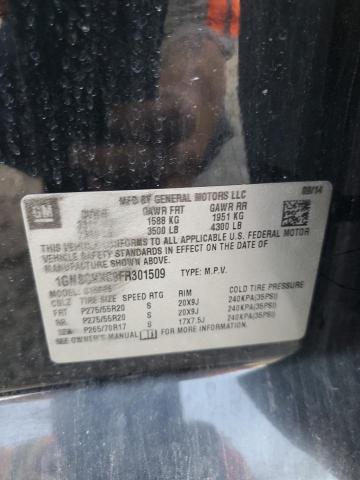 GM
MFG BY GENERAL MOTORS LLC 09/14
GAWR FRT GAWR RR
1588 KG 1951 KG
3500 LB 4300 LB
THIS VEHICLE CONFORMS TO ALL APPLICABLE U.S. FEDERAL MOTOR
VEHICLE SAFETY STANDARDS IN EFFECT ON THE DATE OF
MANUFACTURE SHOWN ABOVE.
TYPE: M.P.V.
TIRE SIZE SPEED RTG RIM COLD TIRE PRESSURE
FRT P275/55R20 S 20X9J 240KPA(35PSI)
RR P275/55R20 S 20X9J 240KPA(35PSI)
P265/70R17 17X7.5J 240KPA(35PSI)
SEE OWNER'S MANUAL FOR MORE INFORMATION.